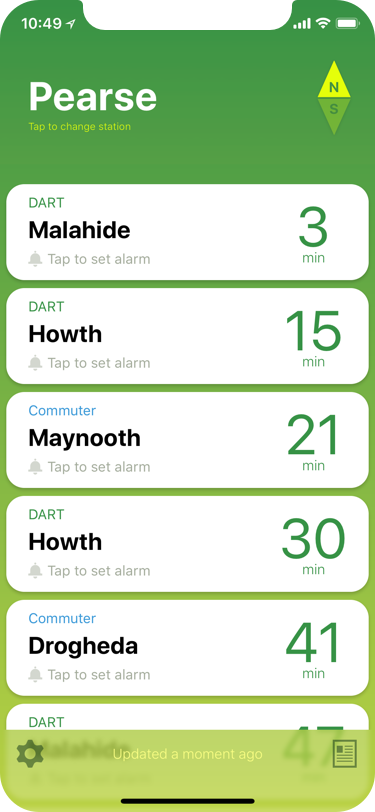 10:49
Pearse
Tap to change station
N
S
DART
Malahide
Tap to set alarm
3
min
DART
Howth
Tap to set alarm
15
min
Commuter
Maynooth
Tap to set alarm
21
min
DART
Howth
Tap to set alarm
30
min
Commuter
Drogheda
Tap to set alarm
41
min
DART
Malahide
47
Updated a moment ago